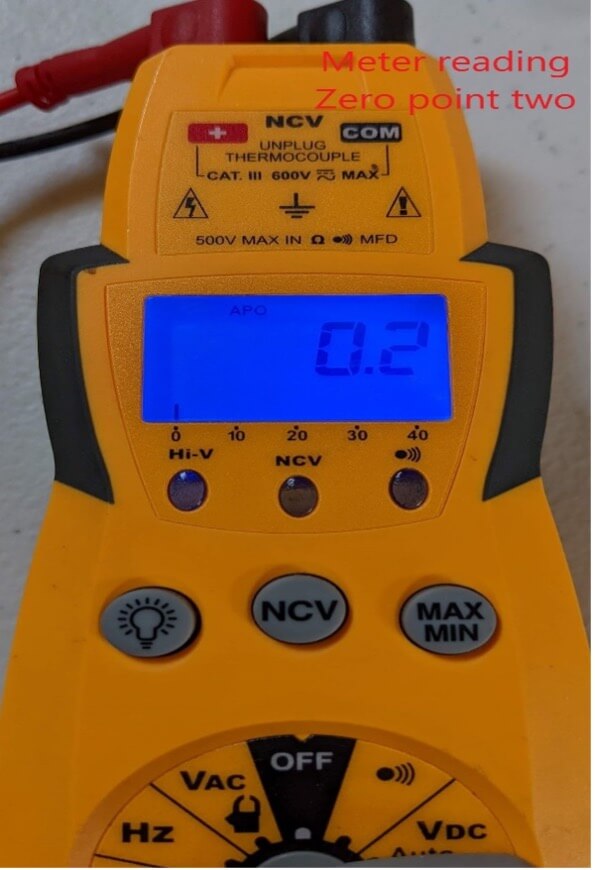 Meter reading
Zero point two
NCV
+ COM
UNPLUG
THERMOCOUPLE
CAT. III 600V MAX
500V MAX IN Ω MFD
APO
0.2
0 10 20 30 40
Hi-V NCV
NCV MAX
MIN
OFF
VAC
Hz VDC
Auto